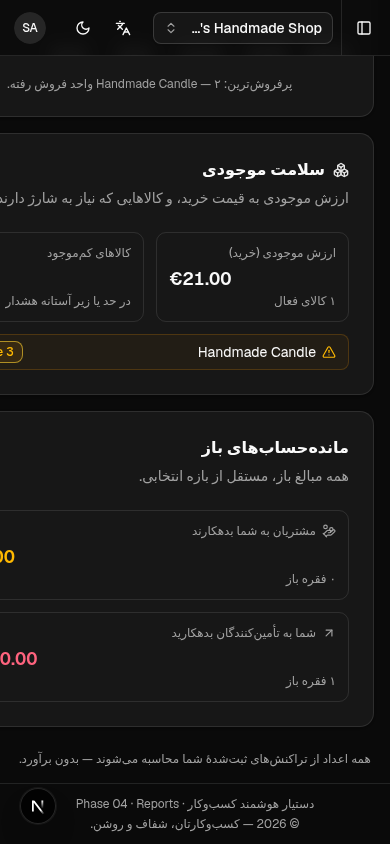 ...'s Handmade Shop
SA
پرفروش‌ترین: Handmade Candle — ۲ واحد فروش رفته.
سلامت موجودی
ارزش موجودی به قیمت خرید، و کالاهایی که نیاز به شارژ دارند
ارزش موجودی (خرید)
€21.00
۱ کالای فعال
کالاهای کم‌موجود
در حد یا زیر آستانه هشدار
Handmade Candle
3
مانده‌حساب‌های باز
همه مبالغ باز، مستقل از بازه انتخابی.
مشتریان به شما بدهکارند
۰ فقره باز
شما به تأمین‌کنندگان بدهکارید
0.00
۱ فقره باز
همه اعداد از تراکنش‌های ثبت‌شدهٔ شما محاسبه می‌شوند — بدون برآورد.
دستیار هوشمند کسب‌وکار · Phase 04 · Reports
© 2026 — کسب‌وکارتان، شفاف و روشن.
N